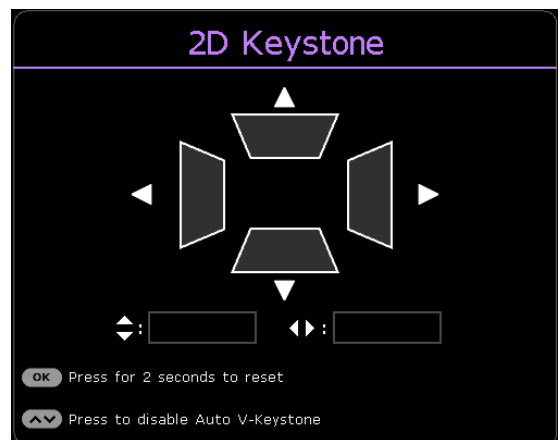 2D Keystone
:
:
OK Press for 2 seconds to reset
Press to disable Auto V-Keystone